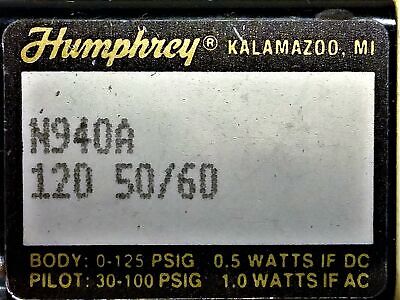 Humphrey® KALAMAZOO, MI
N940A
120 50/60
BODY: 0-125 PSIG 0.5 WATTS IF DC
PILOT: 30-100 PSIG 1.0 WATTS IF AC